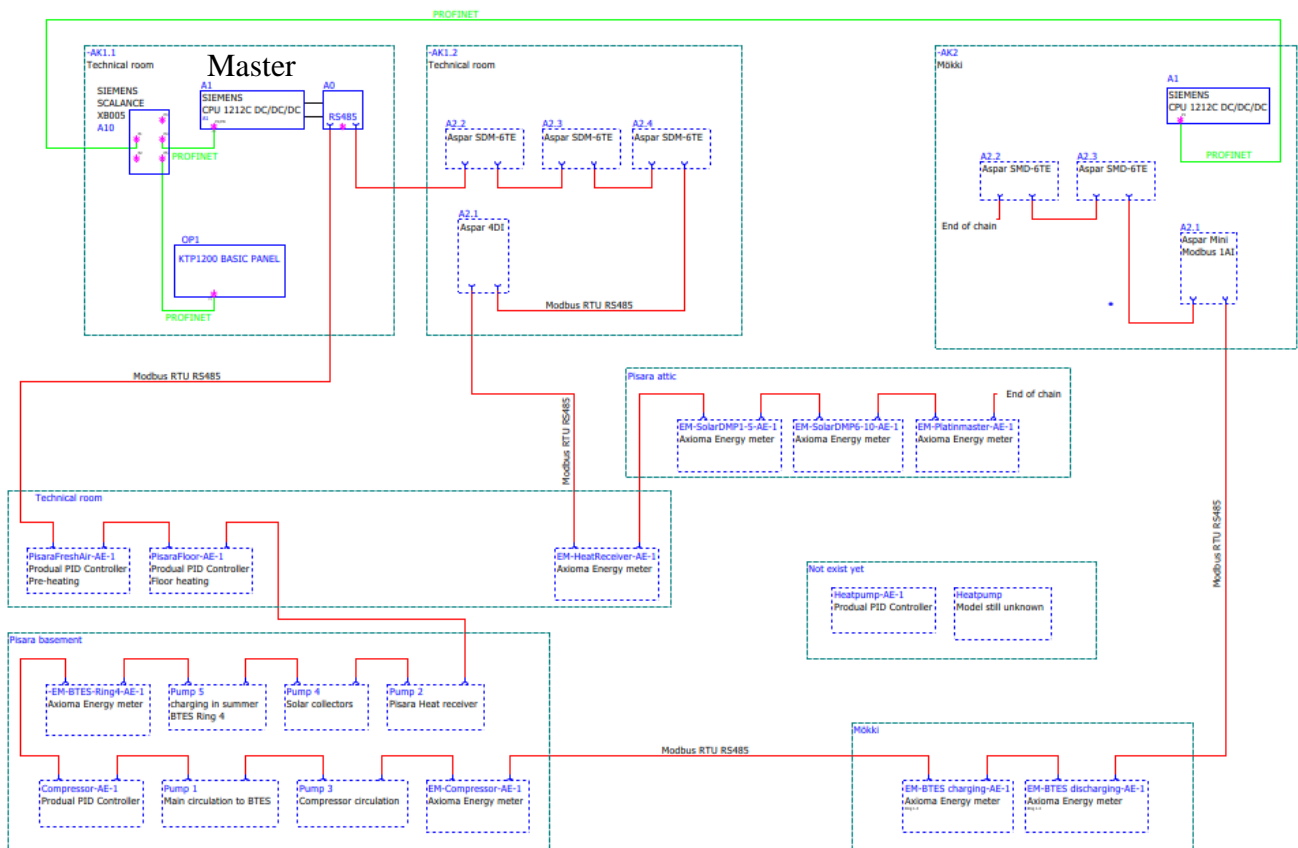 PROFINET
-AK1.1
Technical room
Master
SIEMENS
SCALANCE
XB005
A10
A1
SIEMENS
CPU 1212C DC/DC/DC
A0
RS485
PROFINET
OP1
KTP1200 BASIC PANEL
PROFINET
-AK1.2
Technical room
A2.2
Aspar SDM-6TE
A2.3
Aspar SDM-6TE
A2.4
Aspar SDM-6TE
A2.1
Aspar 4DI
Modbus RTU RS485
-AK2
Mökki
A1
SIEMENS
CPU 1212C DC/DC/DC
PROFINET
A2.2
Aspar SMD-6TE
A2.3
Aspar SMD-6TE
End of chain
A2.1
Aspar Mini
Modbus 1AI
*
Modbus RTU RS485
Modbus RTU RS485
Pisara attic
End of chain
EM-SolarDMP1-5-AE-1
Axioma Energy meter
EM-SolarDMP6-10-AE-1
Axioma Energy meter
EM-Platinmaster-AE-1
Axioma Energy meter
Modbus RTU RS485
Technical room
PisaraFreshAir-AE-1
Produal PID Controller
Pre-heating
PisaraFloor-AE-1
Produal PID Controller
Floor heating
EM-HeatReceiver-AE-1
Axioma Energy meter
Not exist yet
Heatpump-AE-1
Produal PID Controller
Heatpump
Model still unknown
Pisara basement
-EM-BTES-Ring4-AE-1
Axioma Energy meter
Pump 5
charging in summer
BTES Ring 4
Pump 4
Solar collectors
Pump 2
Pisara Heat receiver
Compressor-AE-1
Produal PID Controller
Pump 1
Main circulation to BTES
Pump 3
Compressor circulation
EM-Compressor-AE-1
Axioma Energy meter
Modbus RTU RS485
Mökki
EM-BTES charging-AE-1
Axioma Energy meter
EM-BTES discharging-AE-1
Axioma Energy meter